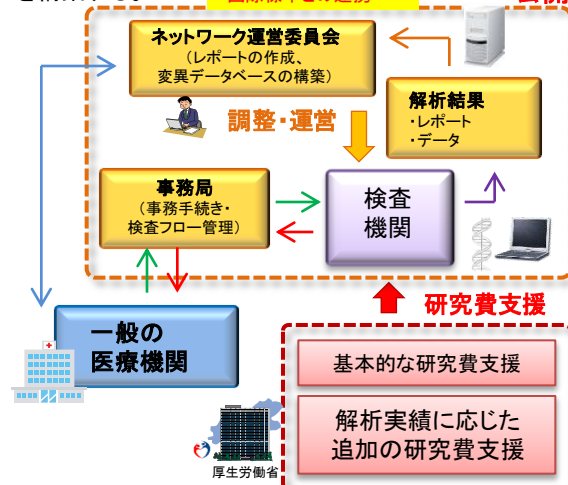 ネットワーク運営委員会
（レポートの作成、
変異データベースの構築）
解析結果
・レポート
・データ
調整・運営
事務局
（事務手続き・
検査フロー管理）
検査
機関
研究費支援
一般の
医療機関
基本的な研究費支援
解析実績に応じた
追加の研究費支援
厚生労働省